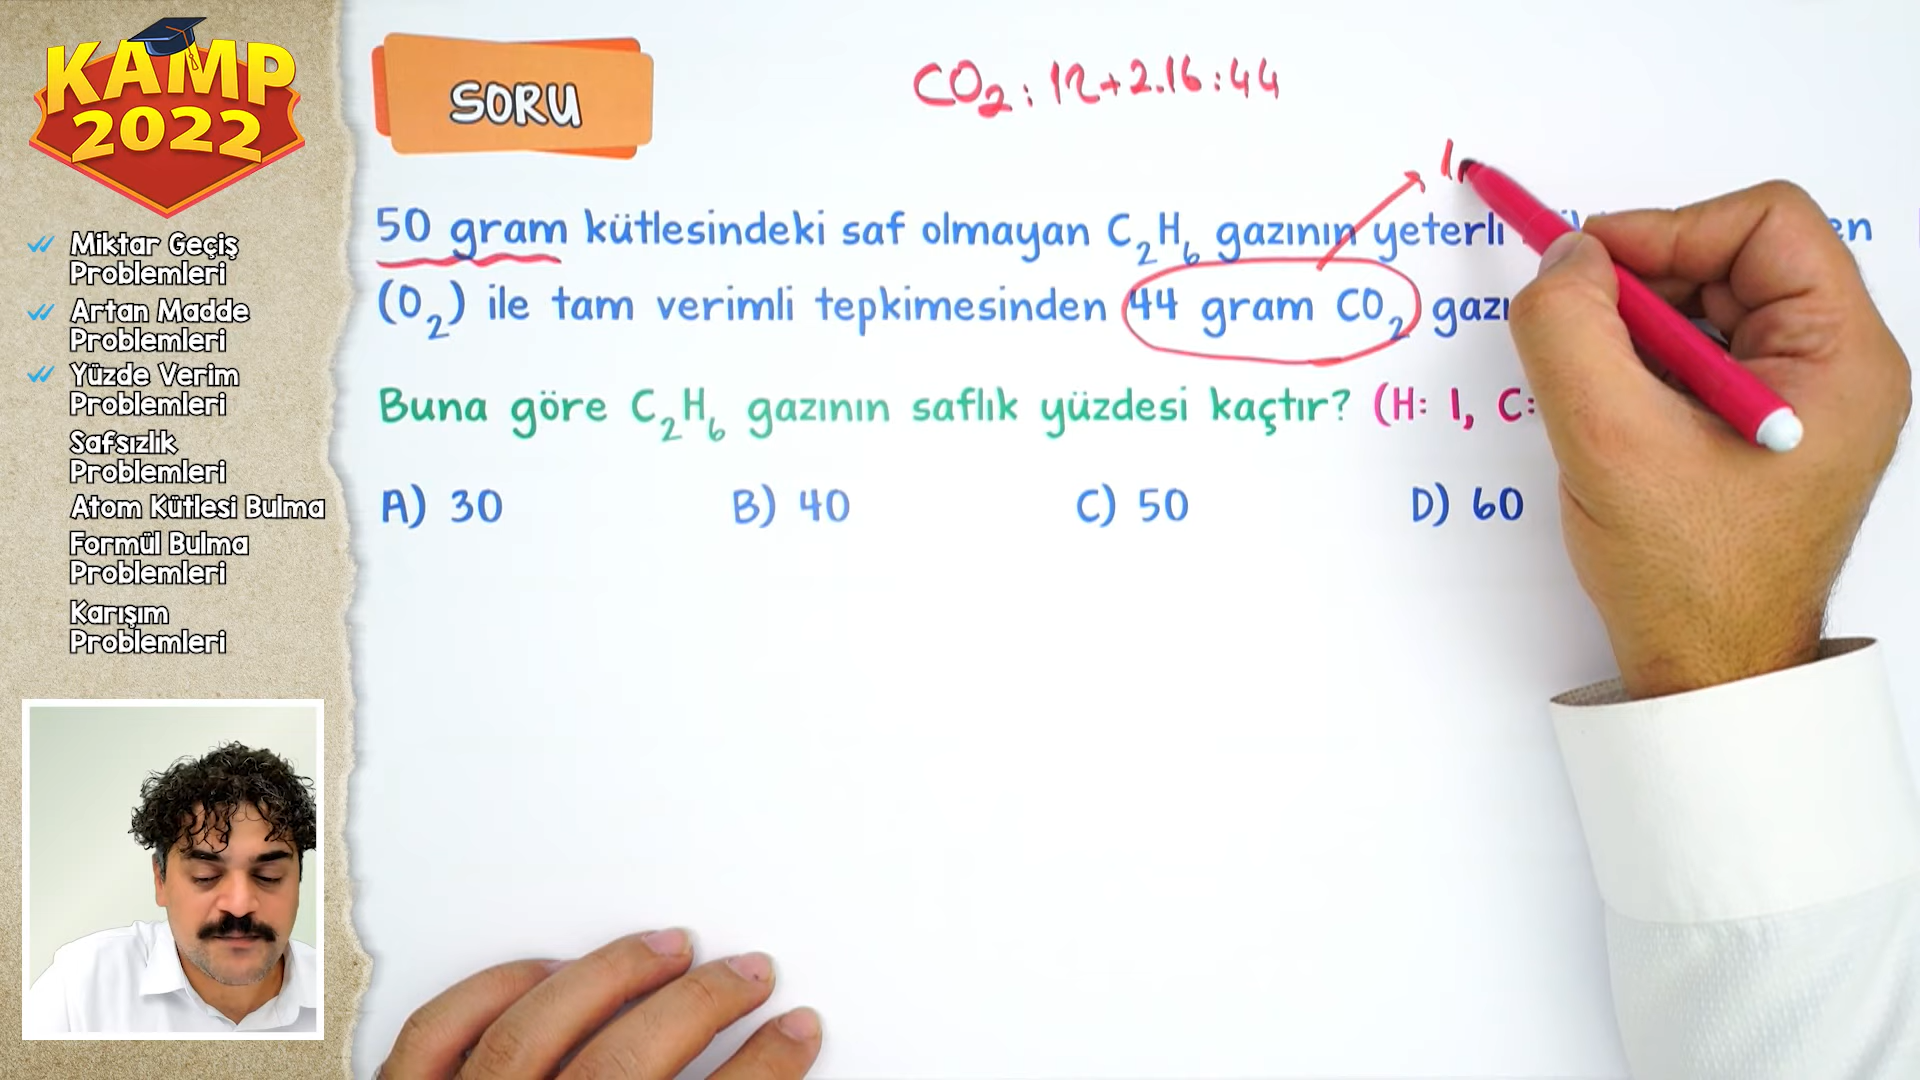 KAMP
2022
Miktar Geçiş
Problemleri
Artan Madde
Problemleri
Yüzde Verim
Problemleri
Safsızlık
Problemleri
Atom Kütlesi Bulma
Formül Bulma
Problemleri
Karışım
Problemleri
SORU
CO₂: 12+2.16:44
50 gram kütlesindeki saf olmayan C₂H₆ gazının yeterli
(O₂) ile tam verimli tepkimesinden 44 gram CO₂
Buna göre C₂H₆ gazının saflık yüzdesi kaçtır? (H: 1, C:
A) 30 B) 40 C) 50 D) 60